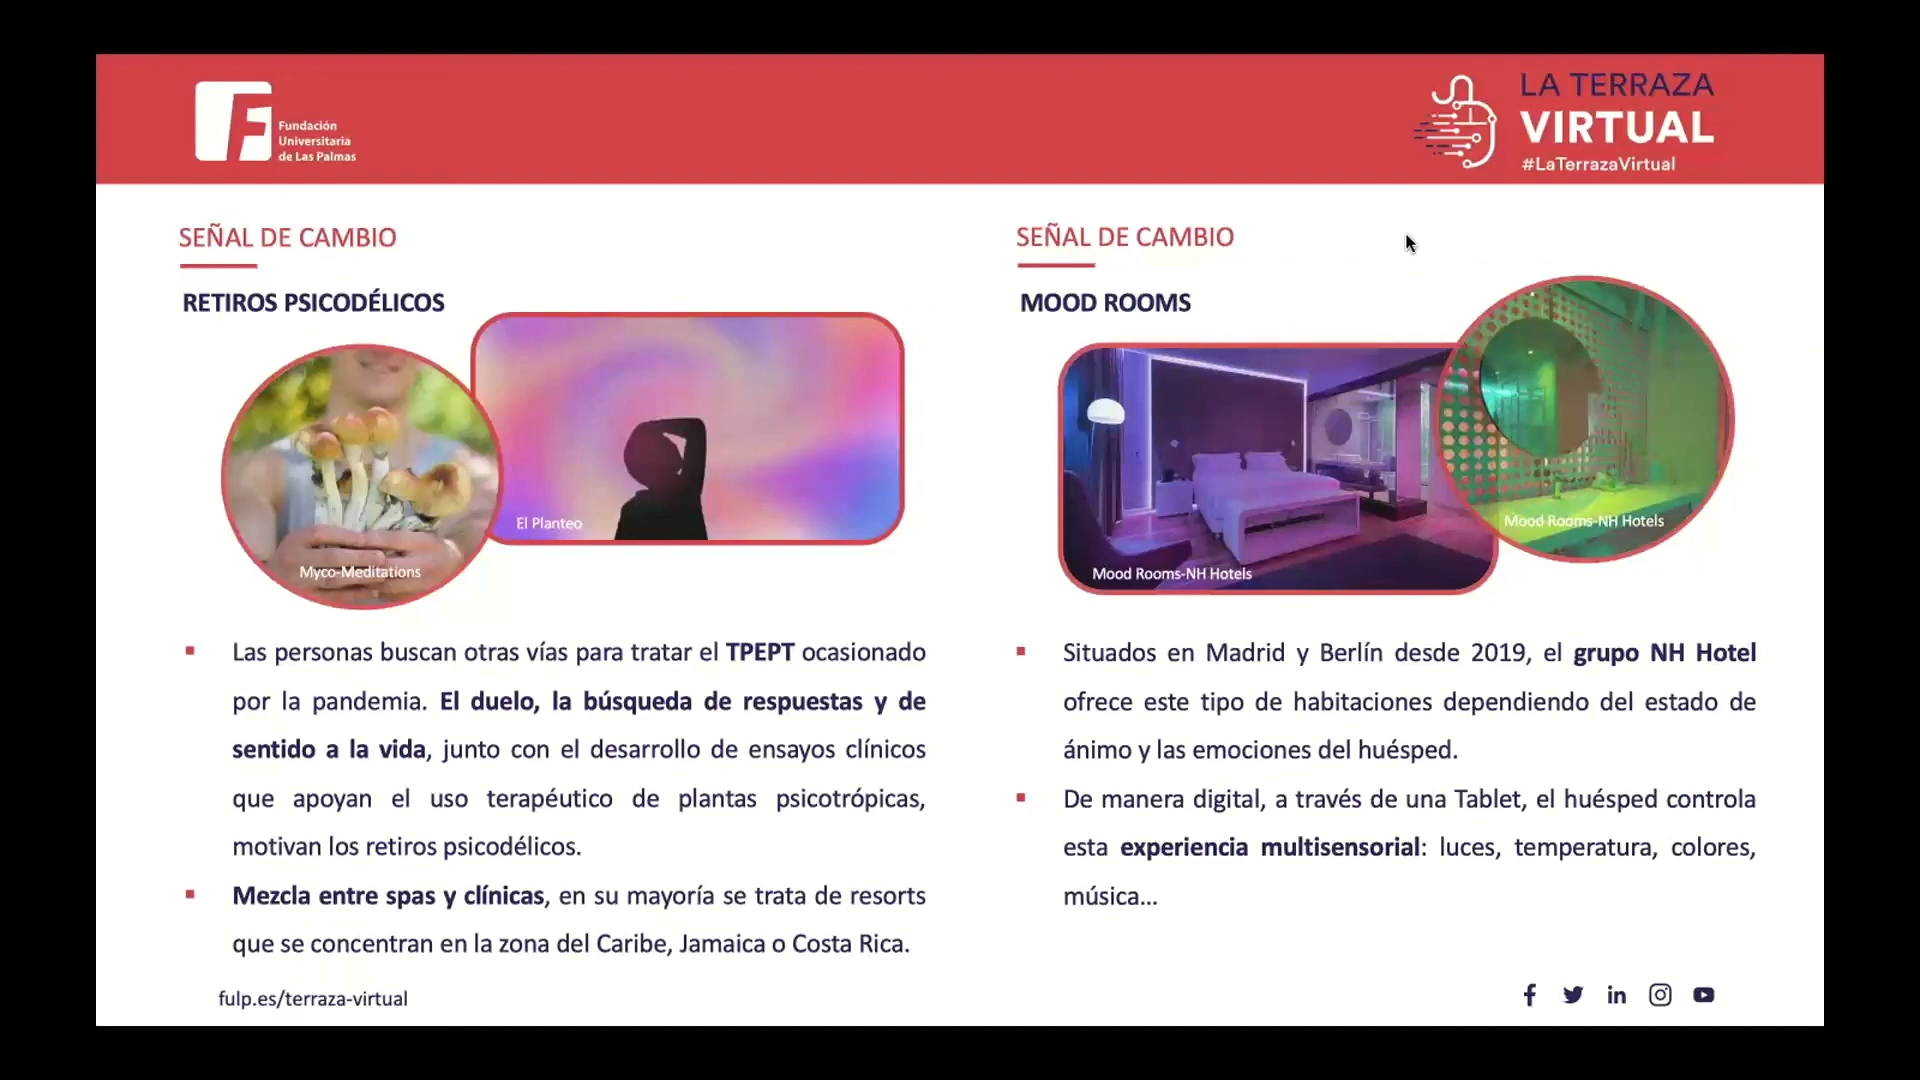 Fundación
Universitaria
de Las Palmas
LA TERRAZA
VIRTUAL
#LaTerrazaVirtual
SEÑAL DE CAMBIO
RETIROS PSICODÉLICOS
El Planteo
Myco-Meditations
Las personas buscan otras vías para tratar el TPEPT ocasionado
por la pandemia. El duelo, la búsqueda de respuestas y de
sentido a la vida, junto con el desarrollo de ensayos clínicos
que apoyan el uso terapéutico de plantas psicotrópicas,
motivan los retiros psicodélicos.
Mezcla entre spas y clínicas, en su mayoría se trata de resorts
que se concentran en la zona del Caribe, Jamaica o Costa Rica.
SEÑAL DE CAMBIO
MOOD ROOMS
Mood Rooms-NH Hotels
Mood Rooms-NH Hotels
Situados en Madrid y Berlín desde 2019, el grupo NH Hotel
ofrece este tipo de habitaciones dependiendo del estado de
ánimo y las emociones del huésped.
De manera digital, a través de una Tablet, el huésped controla
esta experiencia multisensorial: luces, temperatura, colores,
música...
fulp.es/terraza-virtual